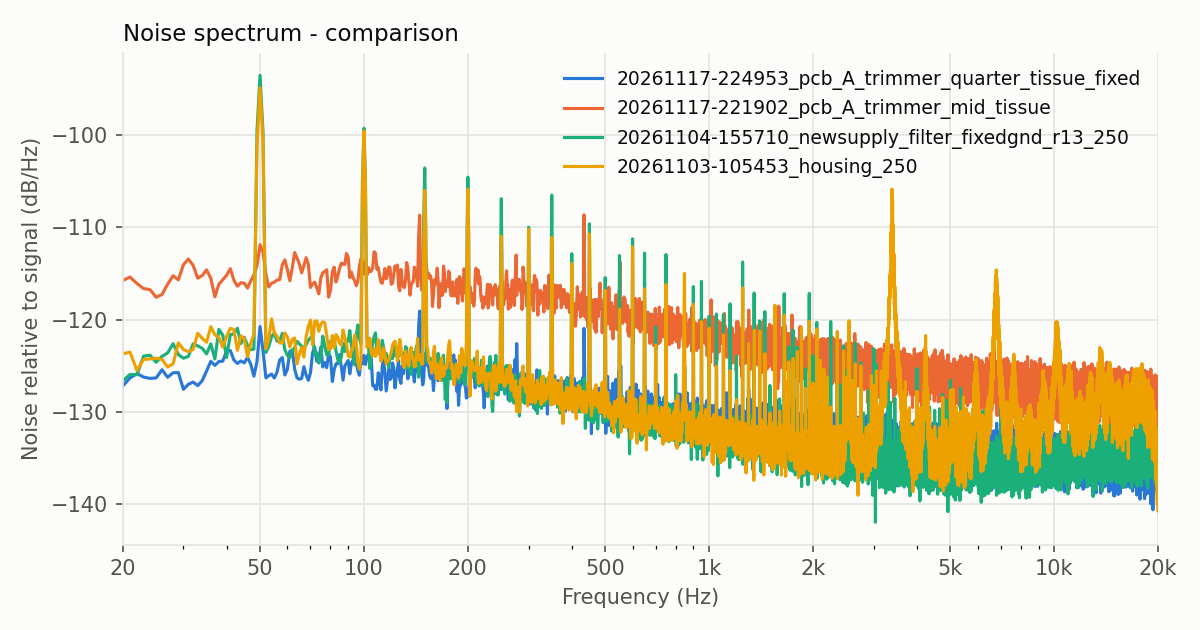 Noise spectrum - comparison
20261117-224953_pcb_A_trimmer_quarter_tissue_fixed
20261117-221902_pcb_A_trimmer_mid_tissue
20261104-155710_newsupply_filter_fixedgnd_r13_250
20261103-105453_housing_250
Noise relative to signal (dB/Hz)
−100
−110
−120
−130
−140
20 50 100 200 500 1k 2k 5k 10k 20k
Frequency (Hz)